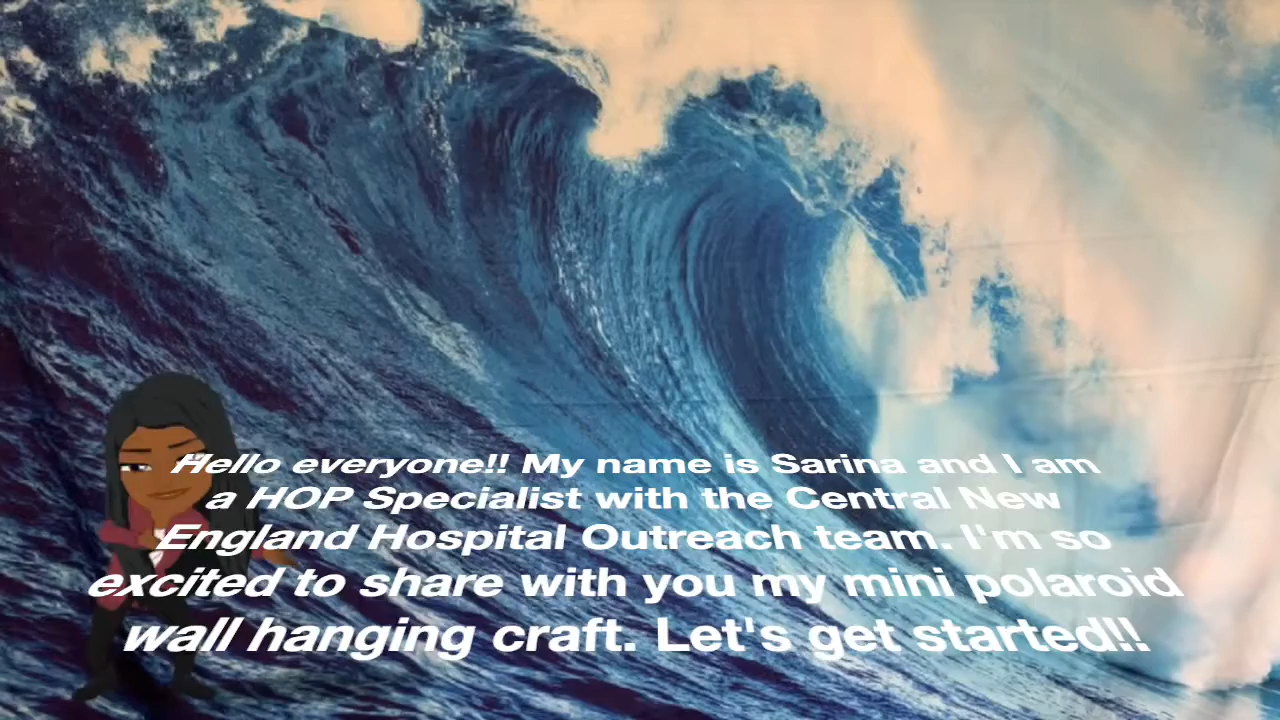 Hello everyone!! My name is Sarina and I am
a HOP Specialist with the Central New
England Hospital Outreach team. I'm so
excited to share with you my mini polaroid
wall hanging craft. Let's get started!!